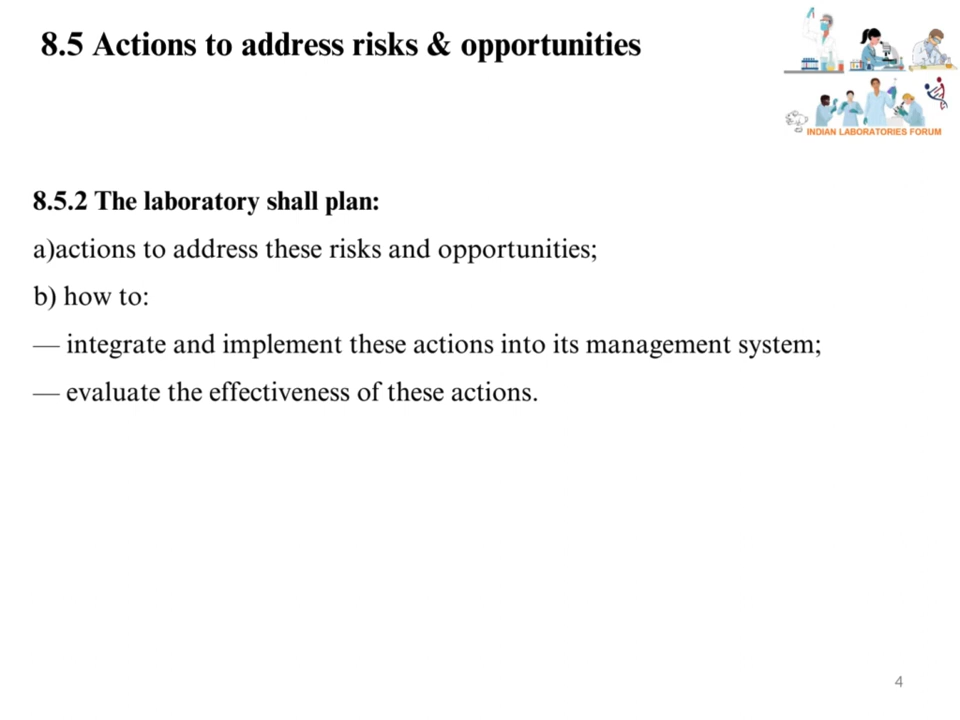 8.5 Actions to address risks & opportunities
INDIAN LABORATORIES FORUM
8.5.2 The laboratory shall plan:
a)actions to address these risks and opportunities;
b) how to:
— integrate and implement these actions into its management system;
— evaluate the effectiveness of these actions.
4